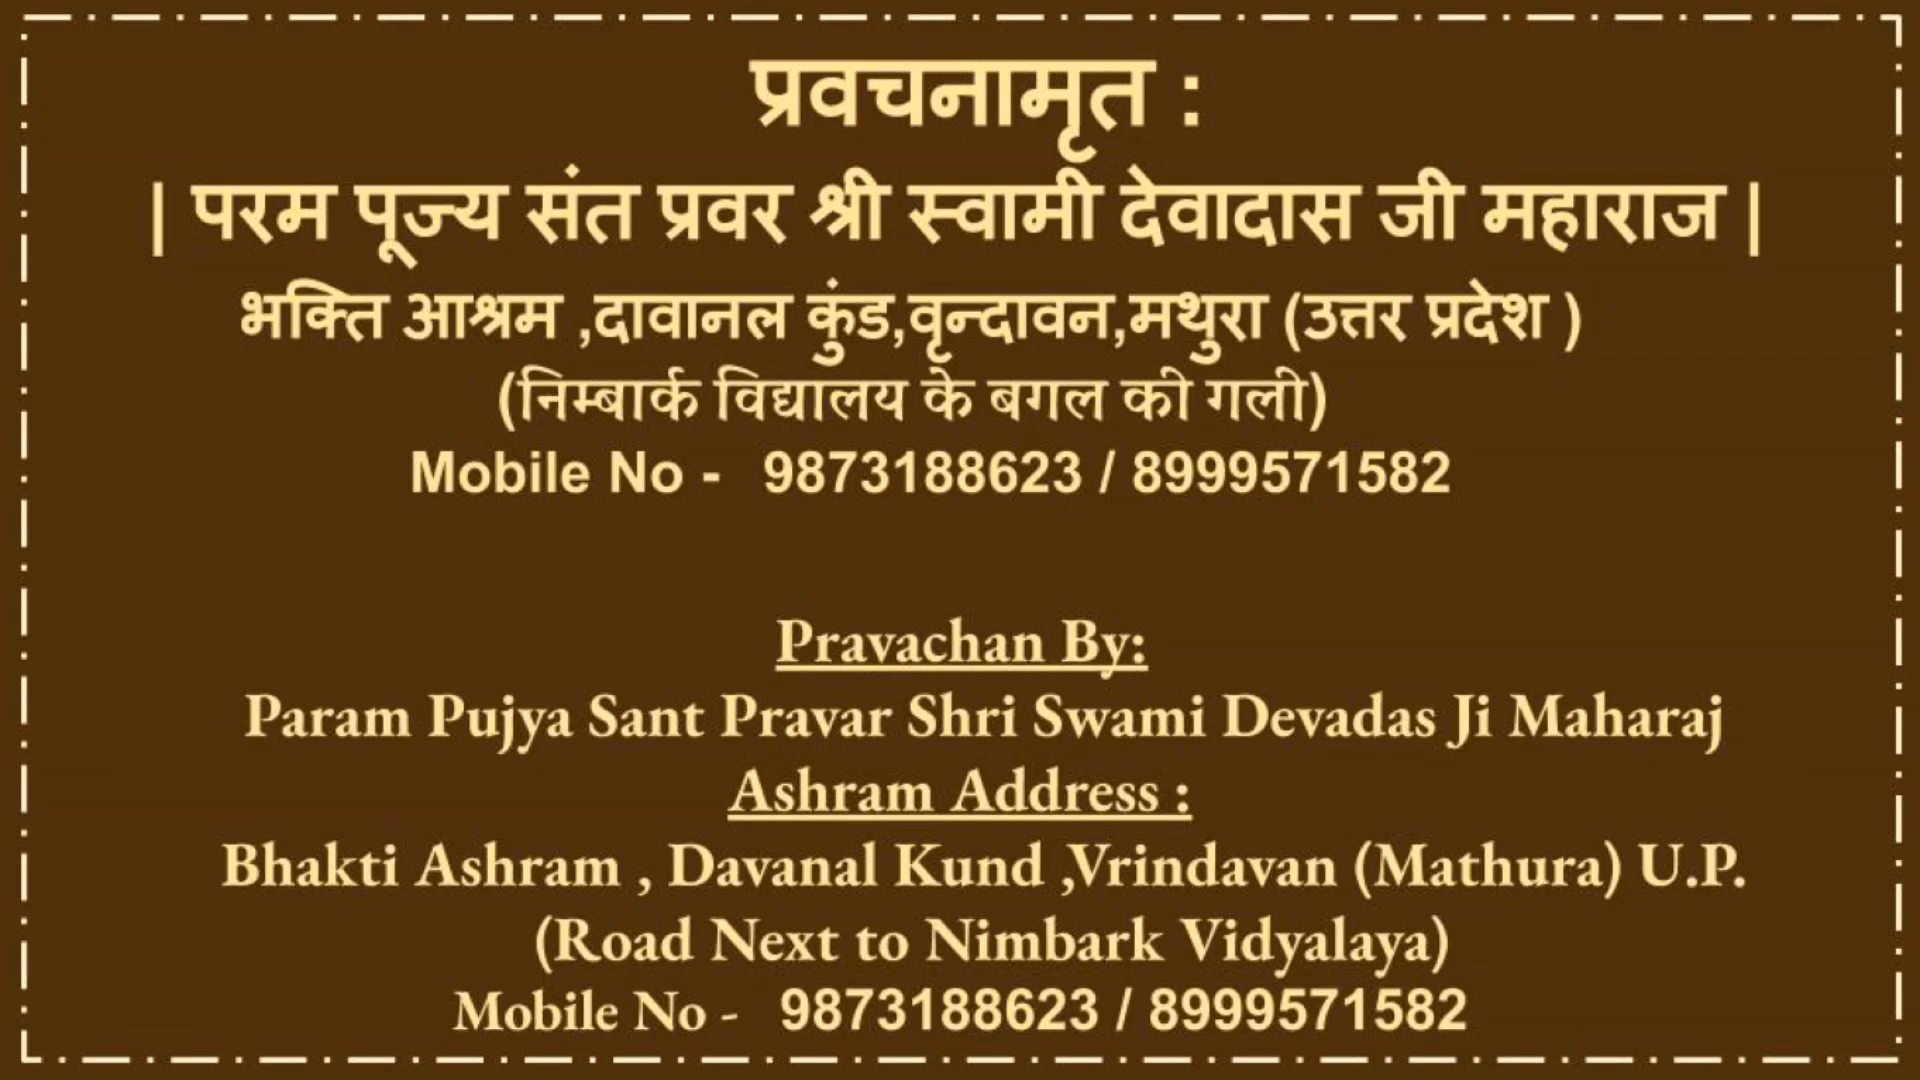 प्रवचनामृत :
| परम पूज्य संत प्रवर श्री स्वामी देवादास जी महाराज |
भक्ति आश्रम ,दावानल कुंड,वृन्दावन,मथुरा (उत्तर प्रदेश )
(निम्बार्क विद्यालय के बगल की गली)
Mobile No - 9873188623 / 8999571582
Pravachan By:
Param Pujya Sant Pravar Shri Swami Devadas Ji Maharaj
Ashram Address :
Bhakti Ashram , Davanal Kund ,Vrindavan (Mathura) U.P.
(Road Next to Nimbark Vidyalaya)
Mobile No - 9873188623 / 8999571582